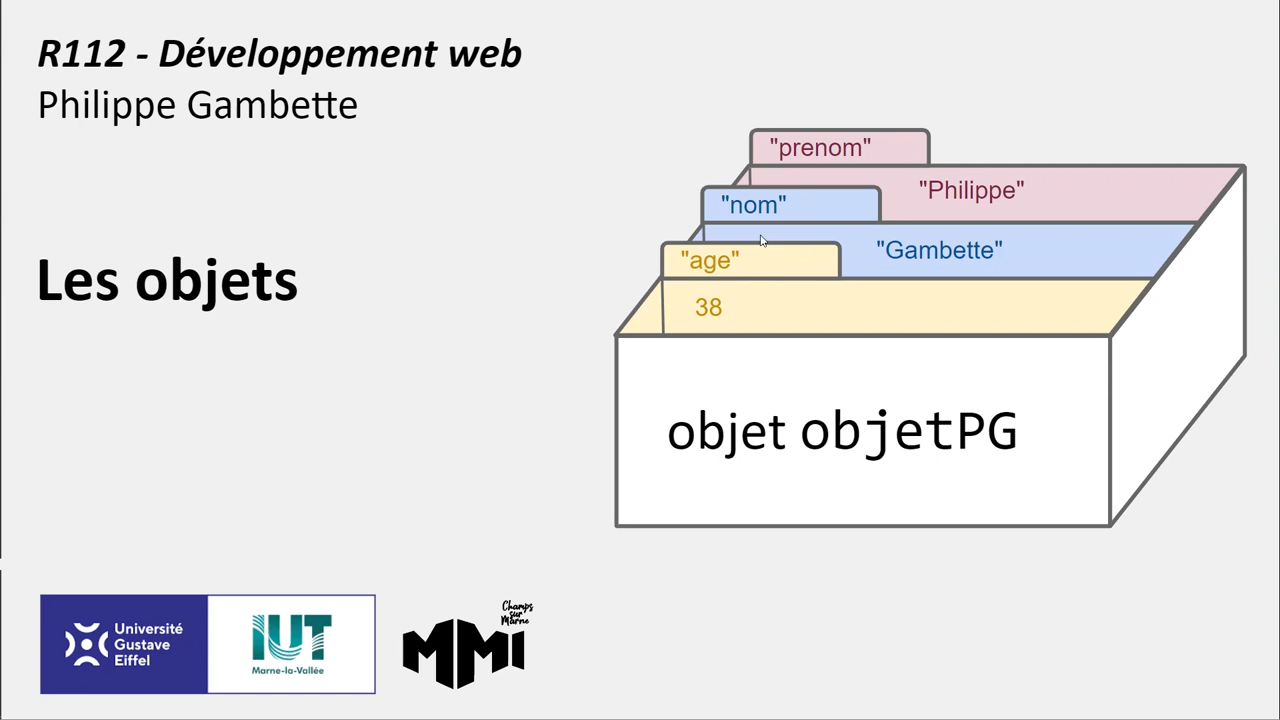 R112 - Développement web
Philippe Gambette
Les objets
"prenom"
"Philippe"
"nom"
"Gambette"
"age"
38
objet objetPG
Université
Gustave
Eiffel
IUT
Marne-la-Vallée
Champs
sur
Marne
MMI